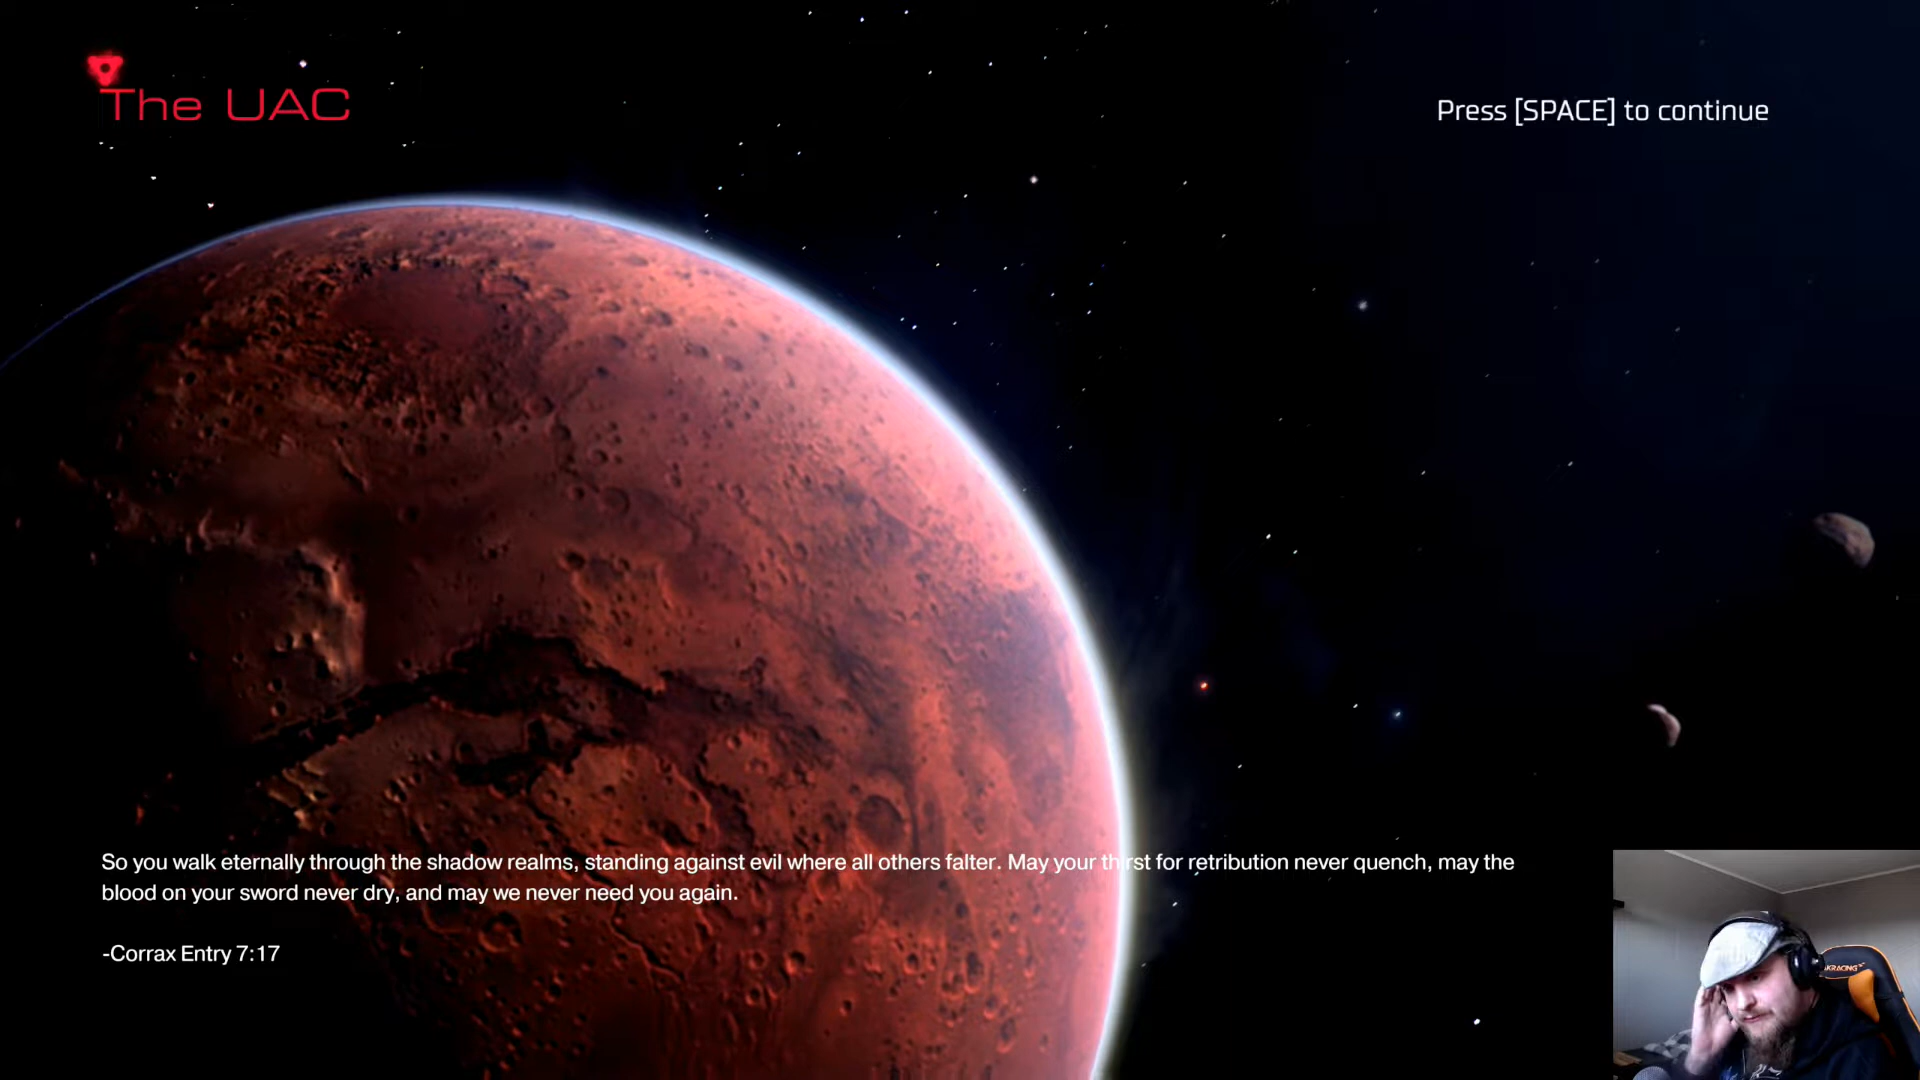 The UAC
Press [SPACE] to continue
So you walk eternally through the shadow realms, standing against evil where all others falter. May your thirst for retribution never quench, may the
blood on your sword never dry, and may we never need you again.
-Corrax Entry 7:17